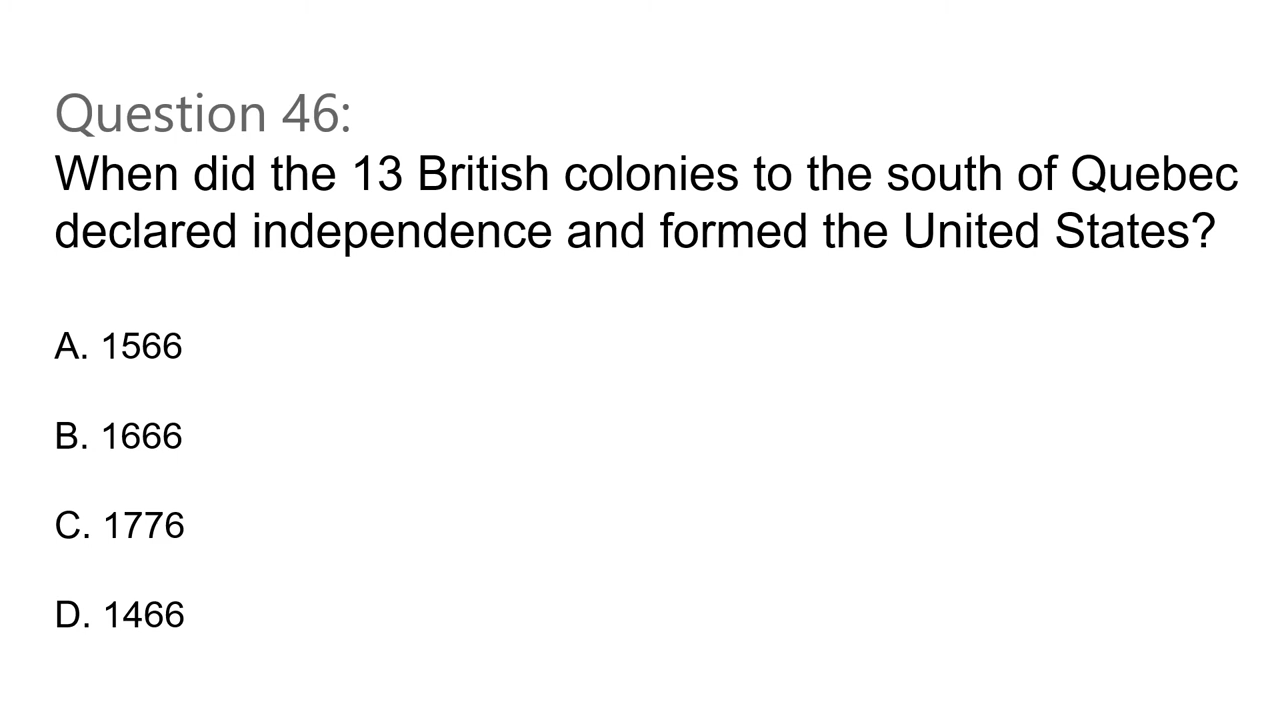 Question 46:
When did the 13 British colonies to the south of Quebec
declared independence and formed the United States?
A. 1566
B. 1666
C. 1776
D. 1466